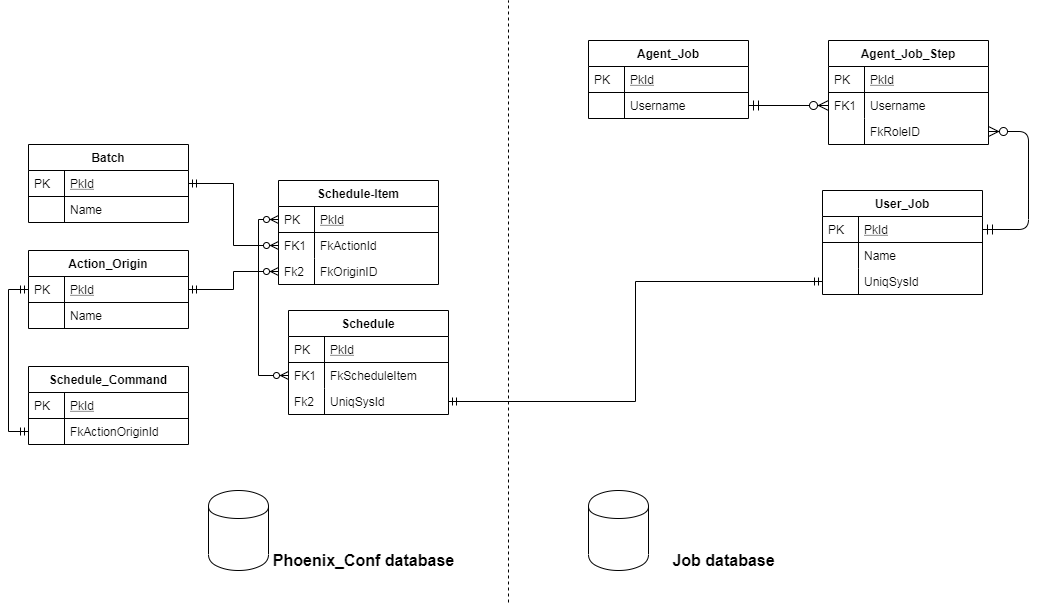 Batch
PK PkId
Name
Action_Origin
PK PkId
Name
Schedule_Command
PK PkId
FkActionOriginId
Schedule-Item
PK PkId
FK1 FkActionId
Fk2 FkOriginID
Schedule
PK PkId
FK1 FkScheduleItem
Fk2 UniqSysId
Phoenix_Conf database
Agent_Job
PK PkId
Username
Agent_Job_Step
PK PkId
FK1 Username
FkRoleID
User_Job
PK PkId
Name
UniqSysId
Job database